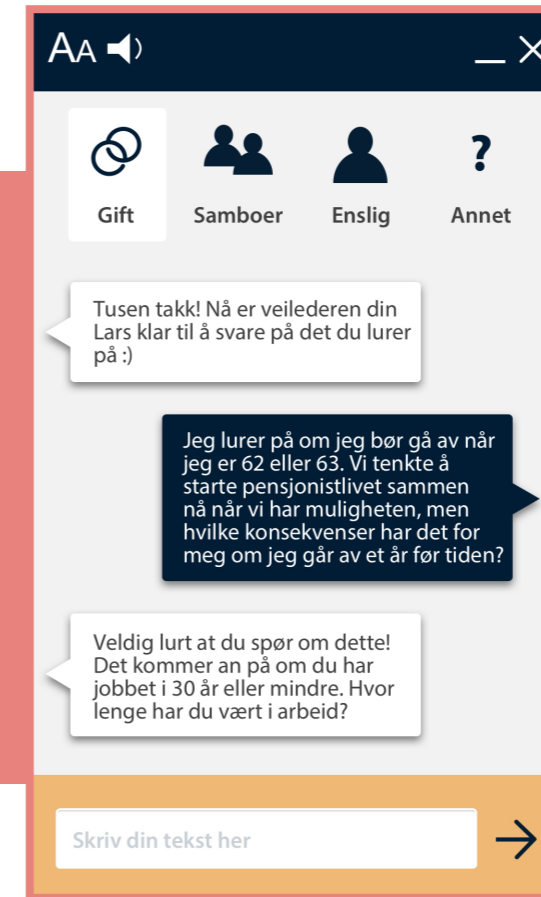 AA
Gift Samboer Enslig ? Annet
Tusen takk! Nå er veilederen din
Lars klar til å svare på det du lurer
på :)
Jeg lurer på om jeg bør gå av når
jeg er 62 eller 63. Vi tenkte å
starte pensjonistlivet sammen
nå når vi har muligheten, men
hvilke konsekvenser har det for
meg om jeg går av et år før tiden?
Veldig lurt at du spør om dette!
Det kommer an på om du har
jobbet i 30 år eller mindre. Hvor
lenge har du vært i arbeid?
Skriv din tekst her